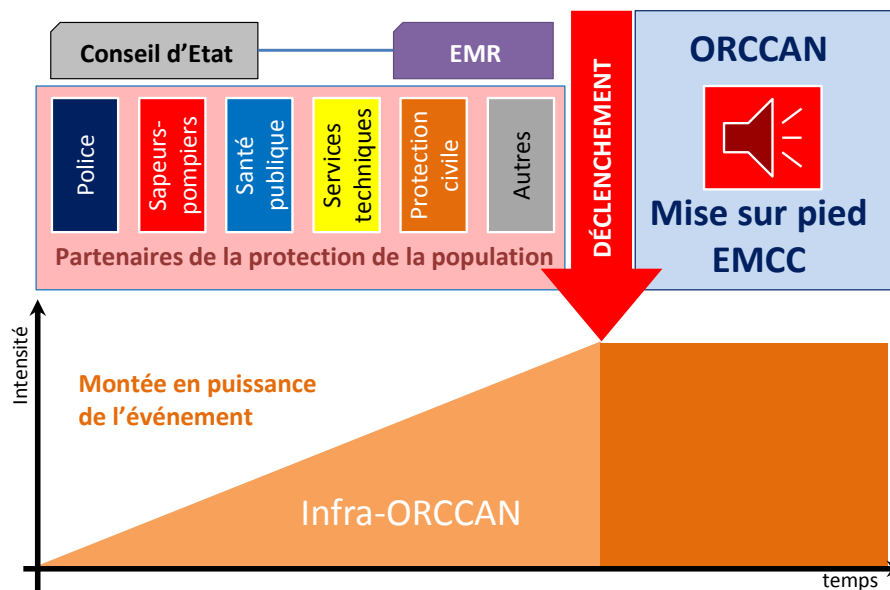 Conseil d'Etat
EMR
Police
Sapeurs-
pompiers
Santé
publique
Services
techniques
Protection
civile
Autres
Partenaires de la protection de la population
DÉCLENCHEMENT
ORCCAN
Mise sur pied
EMCC
Intensité
Montée en puissance
de l'événement
Infra-ORCCAN
temps